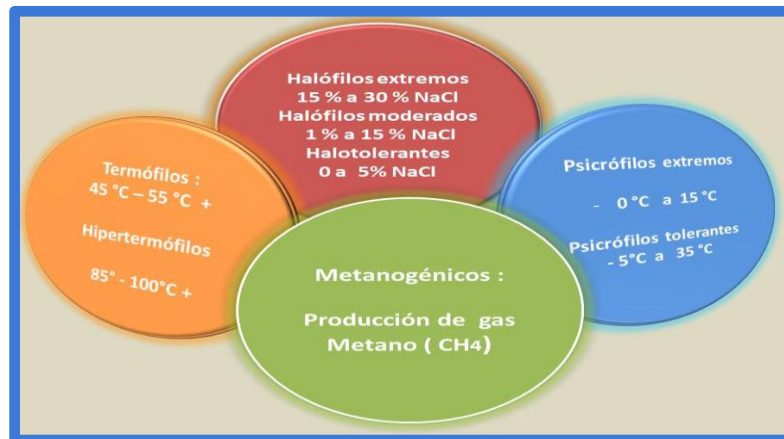 Halófilos extremos
15 % a 30 % NaCl
Halófilos moderados
1 % a 15 % NaCl
Halotolerantes
0 a 5% NaCl
Termófilos :
45 °C – 55 °C +
Hipertermófilos
85° - 100°C +
Psicrófilos extremos
- 0 °C a 15 °C
Psicrófilos tolerantes
- 5°C a 35 °C
Metanogénicos :
Producción de gas
Metano ( CH4)